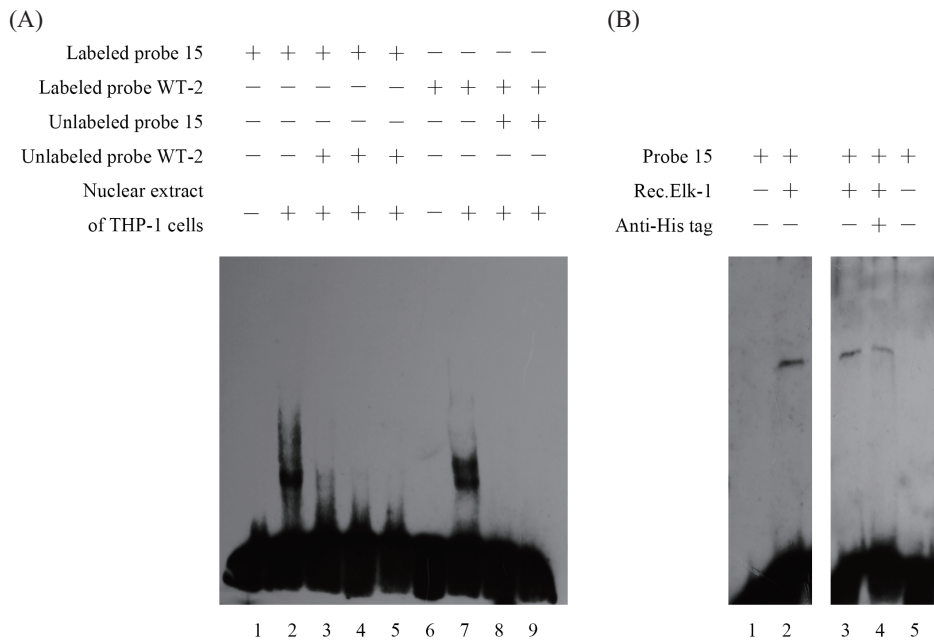 (A)
Labeled probe 15 + + + + + − − − −
Labeled probe WT-2 − − − − − + + + +
Unlabeled probe 15 − − − − − − − + +
Unlabeled probe WT-2 − − + + + − − − −
Nuclear extract
of THP-1 cells − + + + + − + + +
1 2 3 4 5 6 7 8 9
(B)
Probe 15 + + + + +
Rec.Elk-1 − + + + −
Anti-His tag − − − + −
1 2 3 4 5